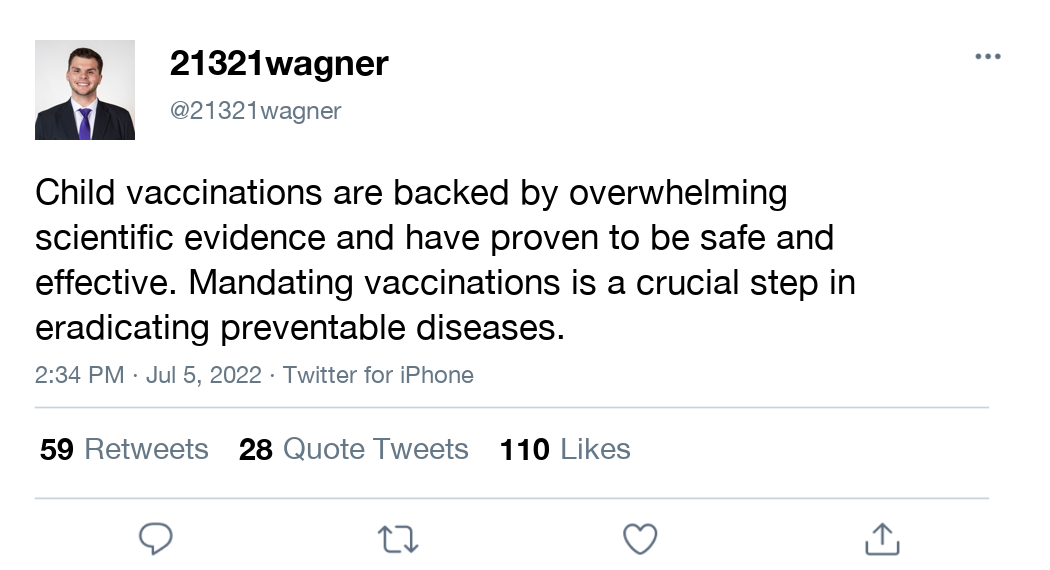 21321wagner
@21321wagner
Child vaccinations are backed by overwhelming
scientific evidence and have proven to be safe and
effective. Mandating vaccinations is a crucial step in
eradicating preventable diseases.
2:34 PM · Jul 5, 2022 · Twitter for iPhone
59 Retweets 28 Quote Tweets 110 Likes